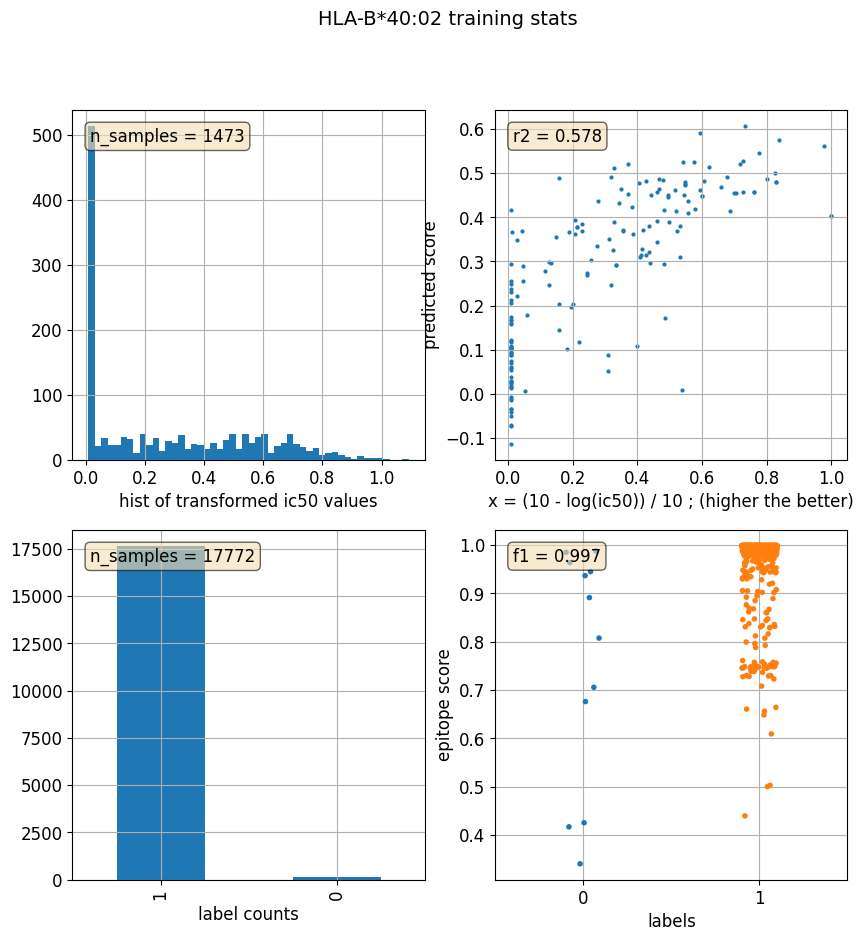 HLA-B*40:02 training stats
n_samples = 1473
500
400
300
200
100
0
0.0 0.2 0.4 0.6 0.8 1.0
hist of transformed ic50 values
r2 = 0.578
predicted score
0.6
0.5
0.4
0.3
0.2
0.1
0.0
−0.1
0.0 0.2 0.4 0.6 0.8 1.0
x = (10 - log(ic50)) / 10 ; (higher the better)
n_samples = 17772
17500
15000
12500
10000
7500
5000
2500
0
1 0
label counts
f1 = 0.997
epitope score
1.0
0.9
0.8
0.7
0.6
0.5
0.4
0 1
labels